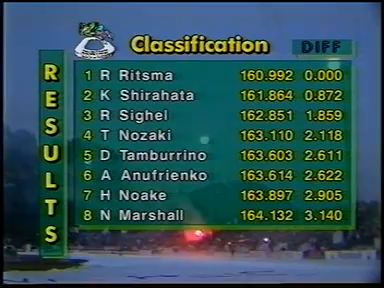 Classification DIFF
RESULTS
1 R Ritsma 160.992 0.000
2 K Shirahata 161.864 0.872
3 R Sighel 162.851 1.859
4 T Nozaki 163.110 2.118
5 D Tamburrino 163.603 2.611
6 A Anufrienko 163.614 2.622
7 H Noake 163.897 2.905
8 N Marshall 164.132 3.140